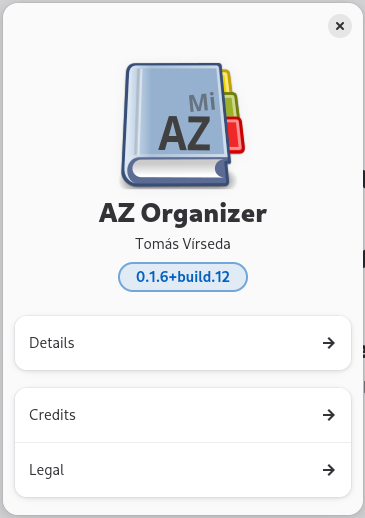 Mi
AZ
AZ Organizer
Tomás Vírseda
0.1.6+build.12
Details
Credits
Legal